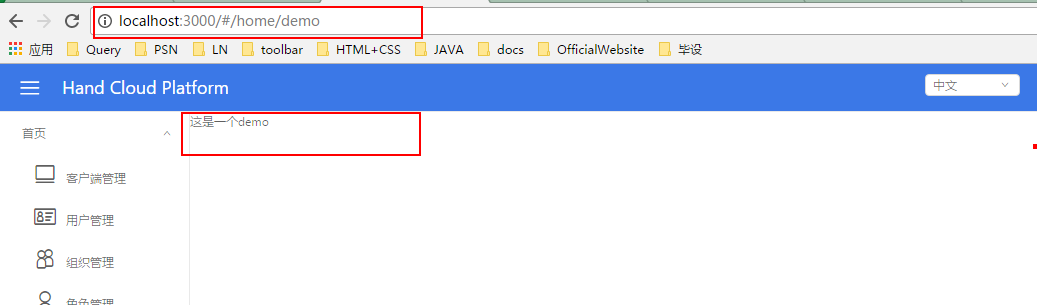 localhost:3000/#/home/demo
应用 Query PSN LN toolbar HTML+CSS JAVA docs OfficialWebsite 毕设
Hand Cloud Platform 中文
首页 这是一个demo
客户端管理
用户管理
组织管理
角色管理